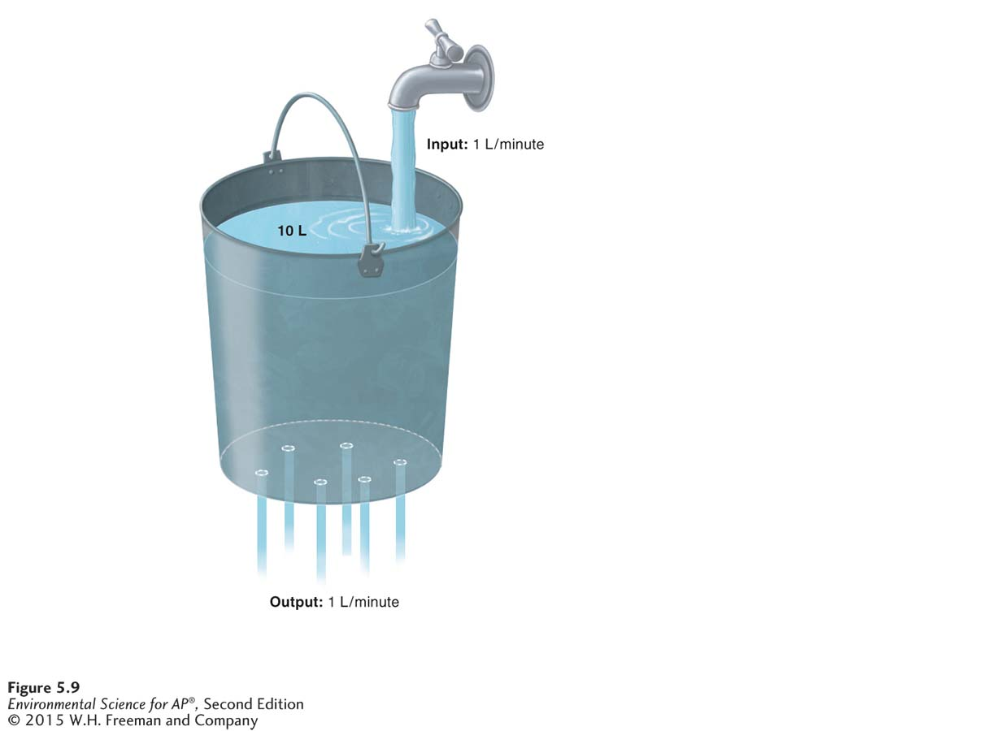 Input: 1 L/minute
10 L
Output: 1 L/minute
Figure 5.9
Environmental Science for AP®, Second Edition
© 2015 W.H. Freeman and Company